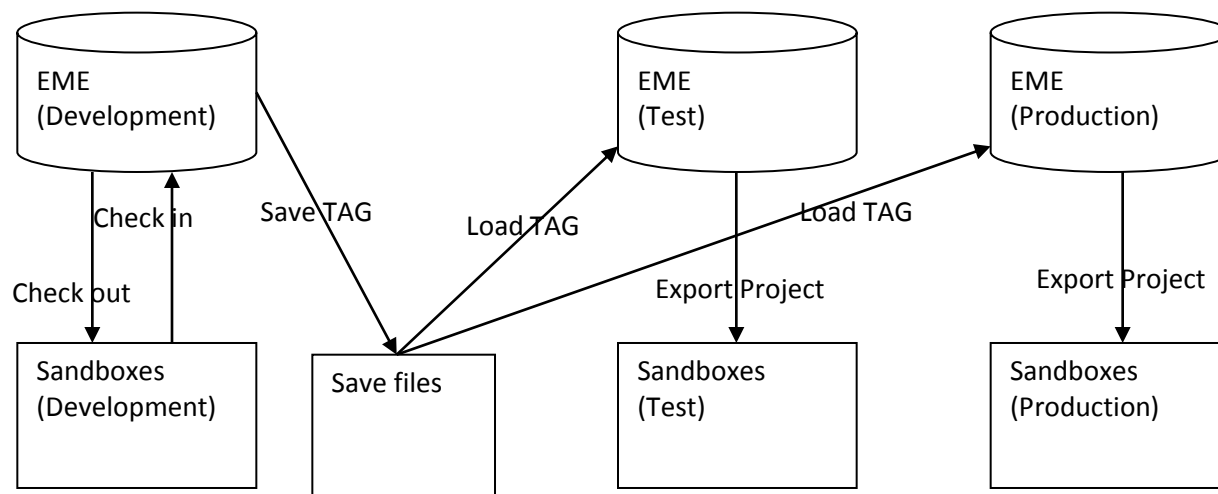 EME
(Development)
EME
(Test)
EME
(Production)
Check in
Save TAG
Load TAG
Load TAG
Check out
Export Project
Export Project
Sandboxes
(Development)
Save files
Sandboxes
(Test)
Sandboxes
(Production)